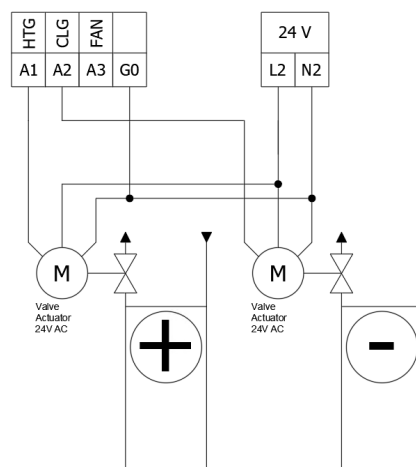 HTG CLG FAN
A1 A2 A3 G0
24 V
L2 N2
M
Valve
Actuator
24V AC
M
Valve
Actuator
24V AC